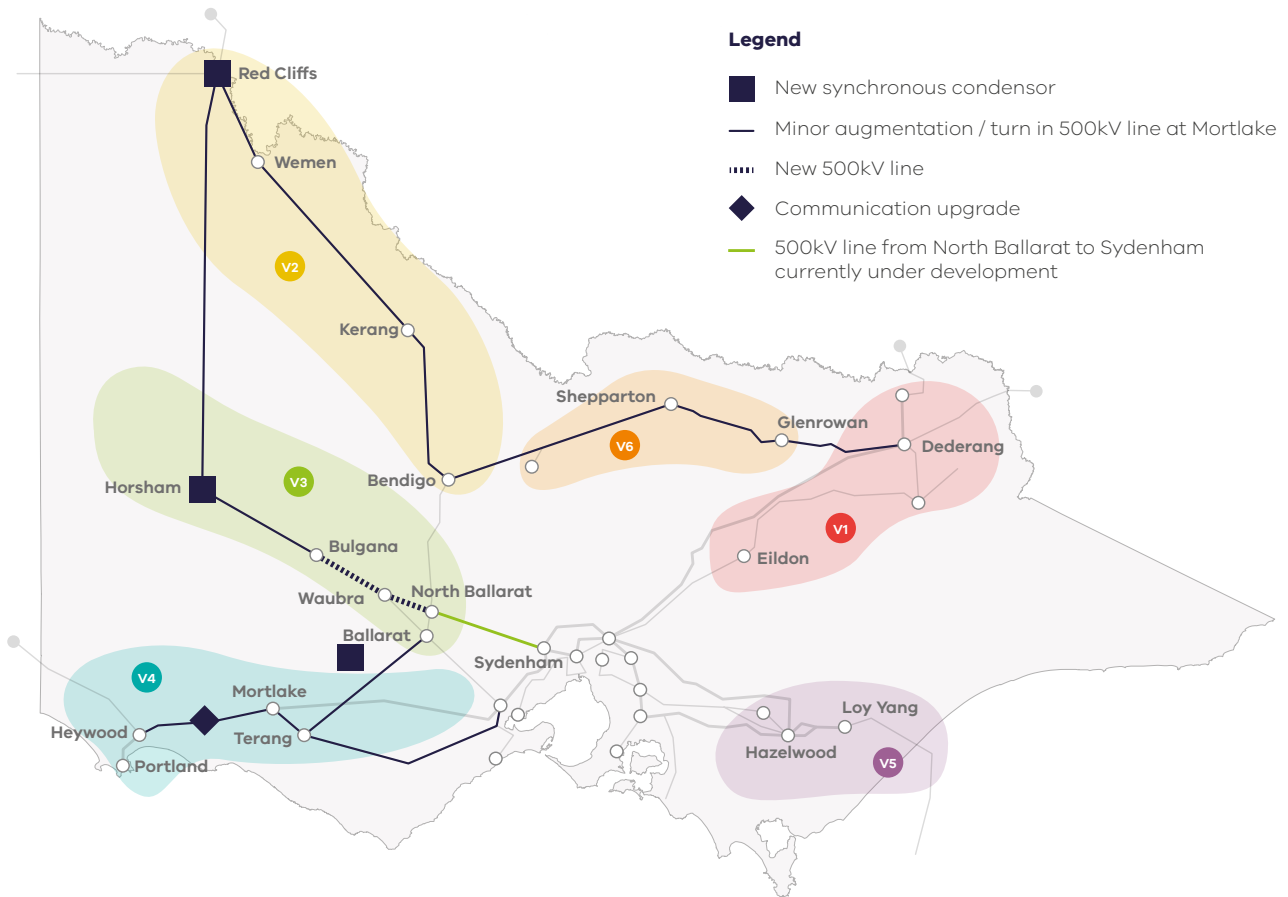 Legend
New synchronous condensor
Minor augmentation / turn in 500kV line at Mortlake
New 500kV line
Communication upgrade
500kV line from North Ballarat to Sydenham
currently under development
Red Cliffs
Wemen
V2
Kerang
Shepparton
Glenrowan
V6
Dederang
Bendigo
V3
Horsham
V1
Bulgana
Eildon
Waubra
North Ballarat
Ballarat
Sydenham
V4
Mortlake
Loy Yang
Heywood
Terang
Hazelwood
V5
Portland